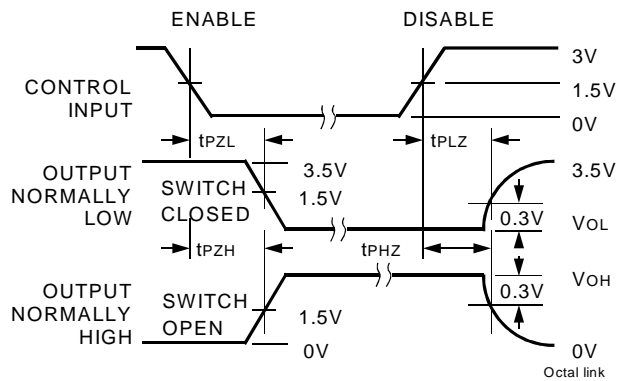 ENABLE DISABLE
CONTROL
INPUT
3V
1.5V
0V
tPZL tPLZ
OUTPUT
NORMALLY
LOW
SWITCH
CLOSED
3.5V
1.5V
3.5V
0.3V
VOL
tPZH tPHZ
OUTPUT
NORMALLY
HIGH
SWITCH
OPEN
1.5V
0V
VOH
0.3V
0V
Octal link